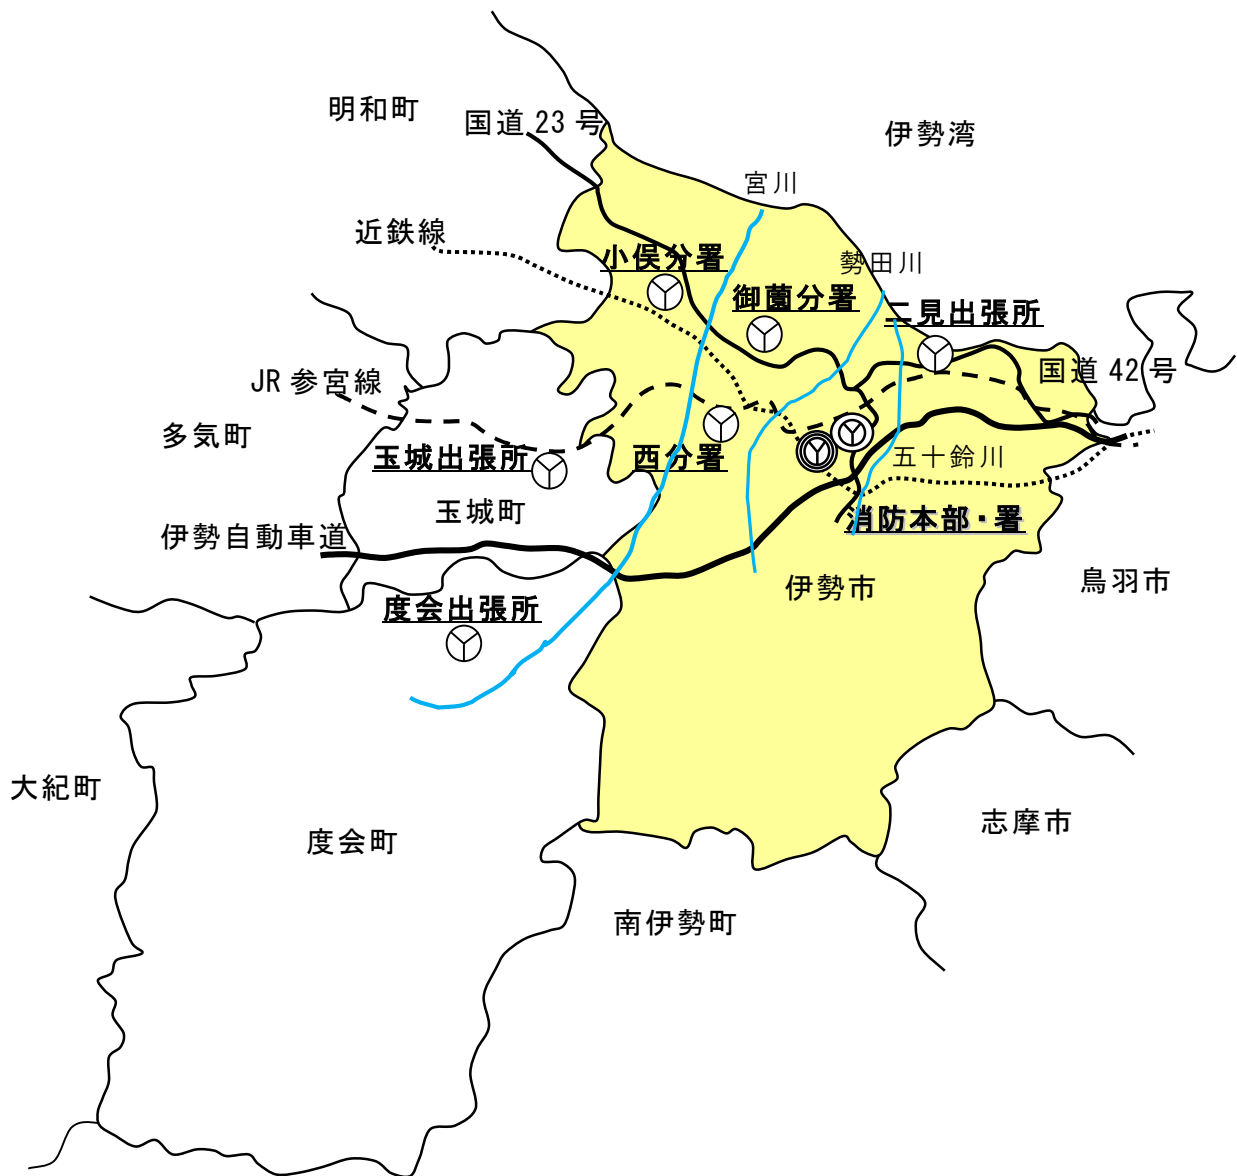 明和町
国道 23 号
伊勢湾
宮川
近鉄線
小俣分署
勢田川
御薗分署
二見出張所
JR 参宮線
国道 42 号
多気町
玉城出張所
西分署
五十鈴川
玉城町
消防本部・署
伊勢自動車道
伊勢市
鳥羽市
度会出張所
大紀町
志摩市
度会町
南伊勢町